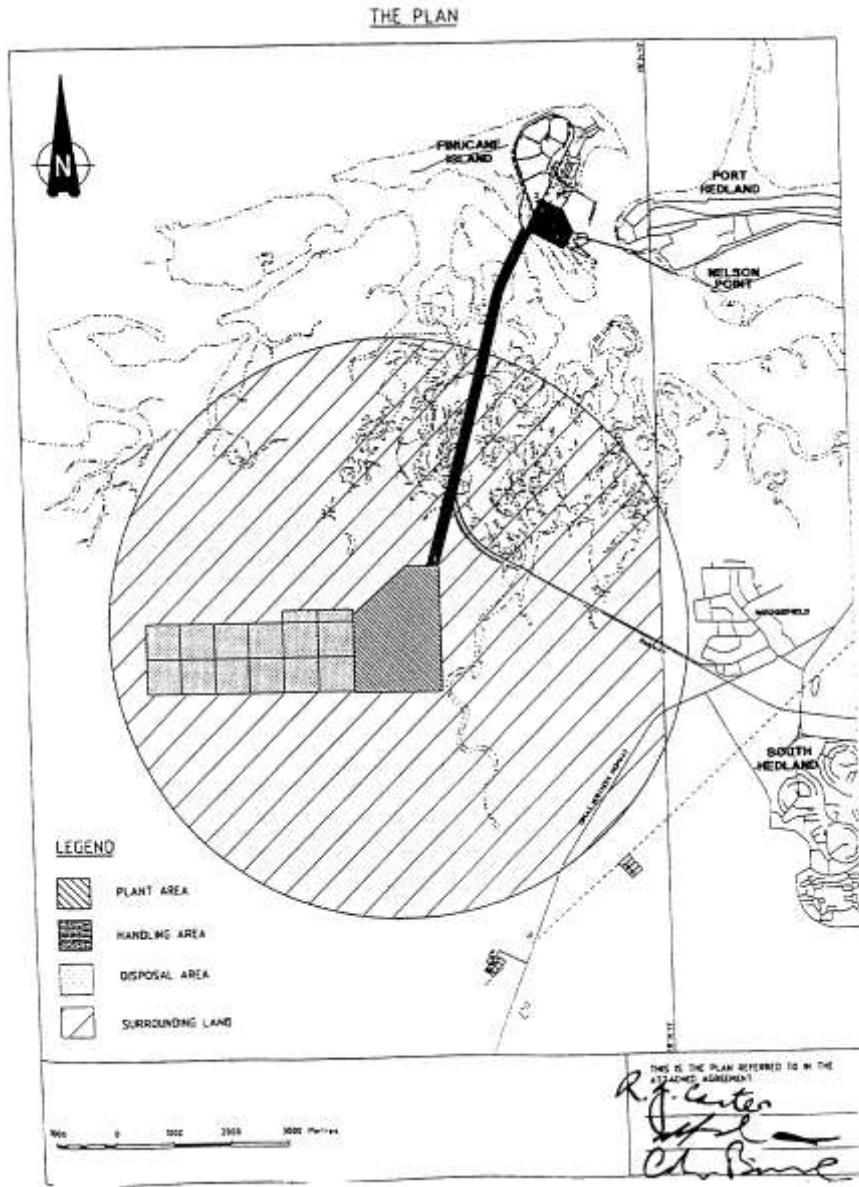 THE PLAN
N
FINUCANE
ISLAND
PORT
HEDLAND
NELSON
POINT
WEDGEFIELD
SOUTH
HEDLAND
LEGEND
PLANT AREA
HANDLING AREA
DISPOSAL AREA
SURROUNDING LAND
THIS IS THE PLAN REFERRED TO IN THE
ATTACHED AGREEMENT
1000 0 1000 2000 3000 Metres